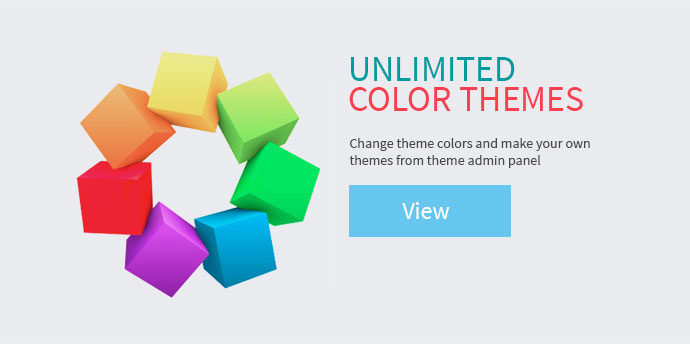 UNLIMITED
COLOR THEMES
Change theme colors and make your own
themes from theme admin panel
View